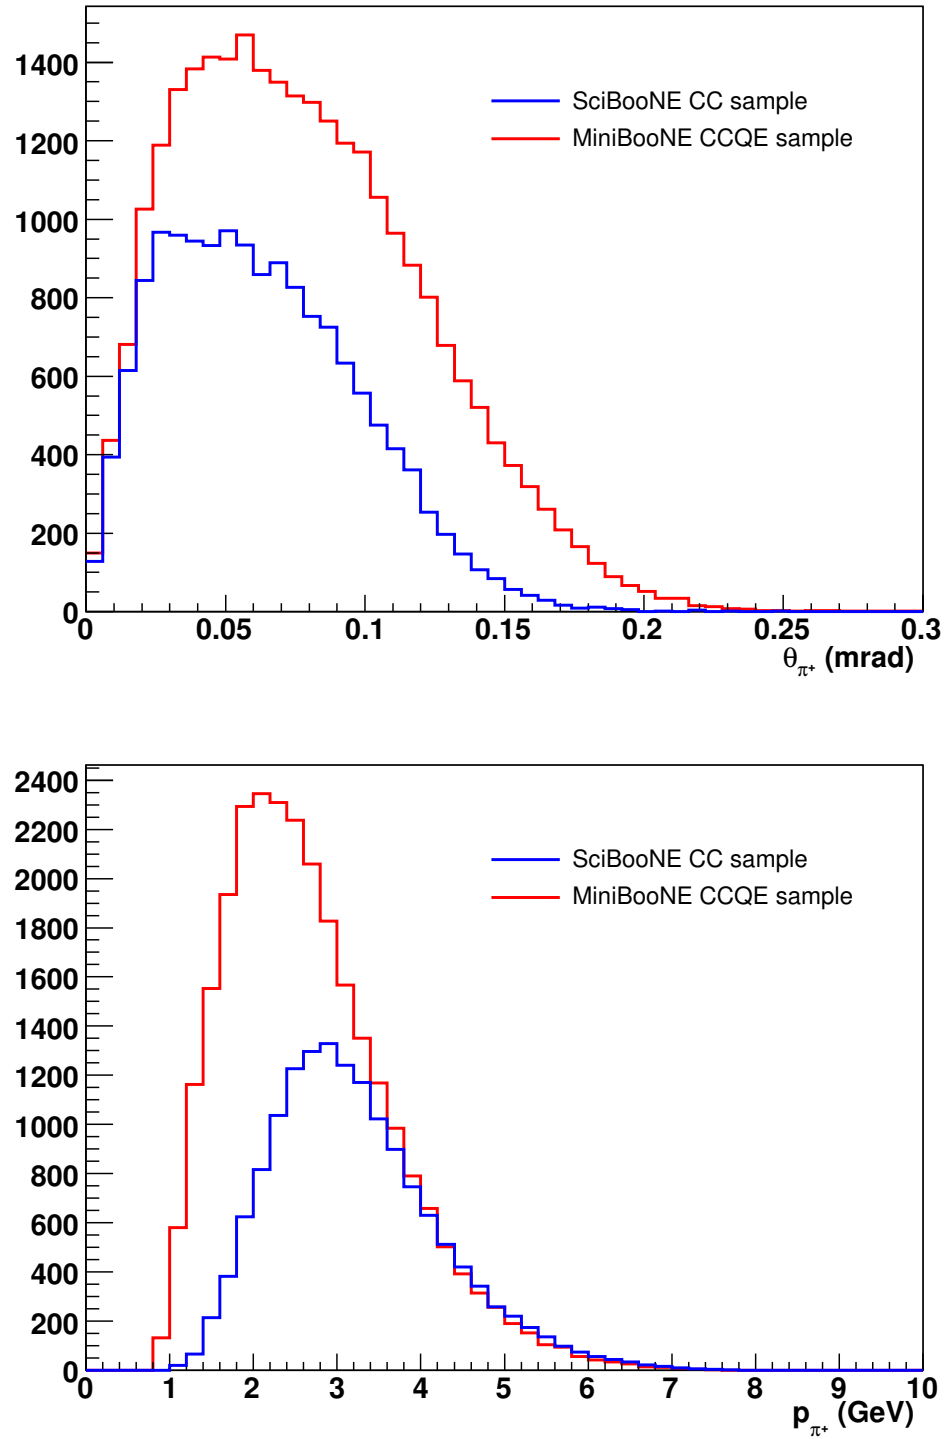 1400
1200
1000
800
600
400
200
0
SciBooNE CC sample
MiniBooNE CCQE sample
0 0.05 0.1 0.15 0.2 0.25 0.3
θπ+ (mrad)
2400
2200
2000
1800
1600
1400
1200
1000
800
600
400
200
0
SciBooNE CC sample
MiniBooNE CCQE sample
0 1 2 3 4 5 6 7 8 9 10
pπ+ (GeV)